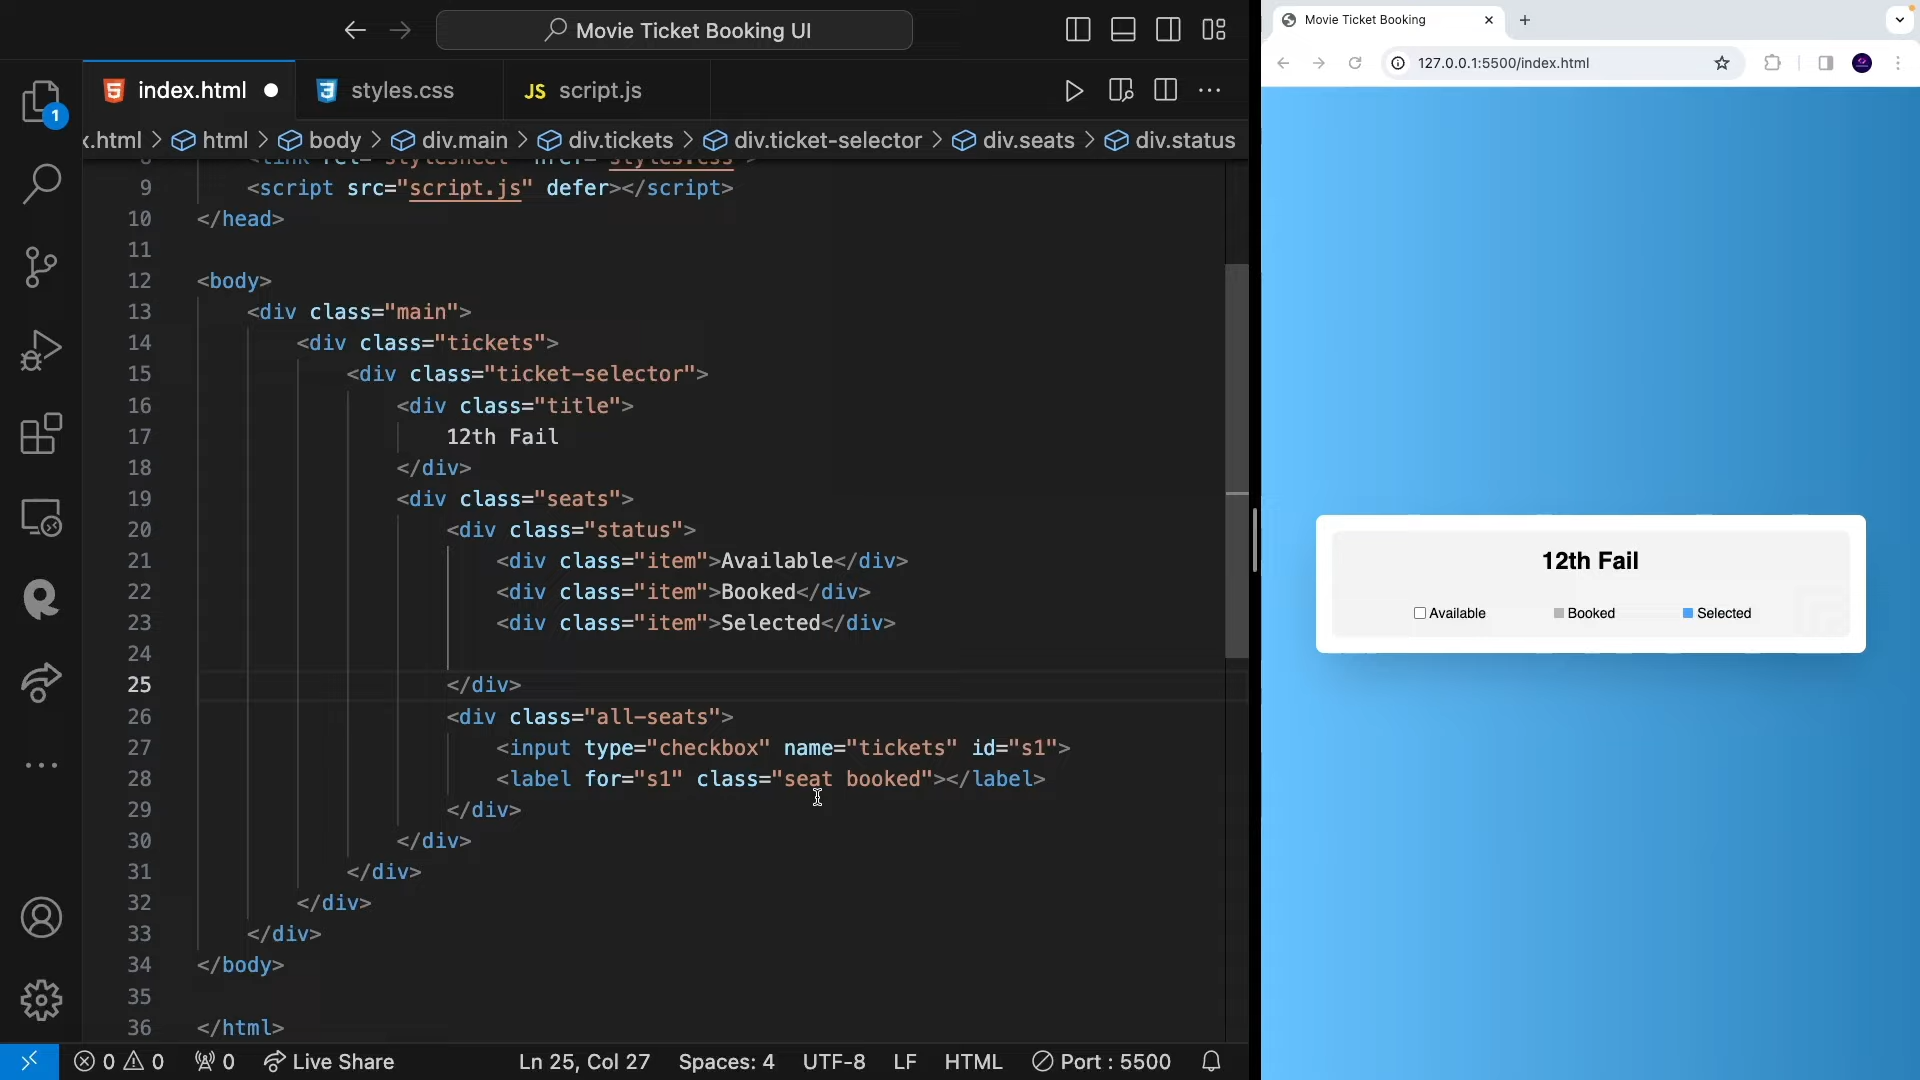 Movie Ticket Booking UI
index.html
styles.css
JS script.js
1
x.html > html > body > div.main > div.tickets > div.ticket-selector > div.seats > div.status
8 <link rel="stylesheet" href="styles.css">
9 <script src="script.js" defer></script>
10 </head>
11
12 <body>
13 <div class="main">
14 <div class="tickets">
15 <div class="ticket-selector">
16 <div class="title">
17 12th Fail
18 </div>
19 <div class="seats">
20 <div class="status">
21 <div class="item">Available</div>
22 <div class="item">Booked</div>
23 <div class="item">Selected</div>
24
25 </div>
26 <div class="all-seats">
27 <input type="checkbox" name="tickets" id="s1">
28 <label for="s1" class="seat booked"></label>
29 </div>
30 </div>
31 </div>
32 </div>
33 </div>
34 </body>
35
36 </html>
0 0 0 Live Share Ln 25, Col 27 Spaces: 4 UTF-8 LF HTML Port : 5500
Movie Ticket Booking
127.0.0.1:5500/index.html
12th Fail
Available Booked Selected